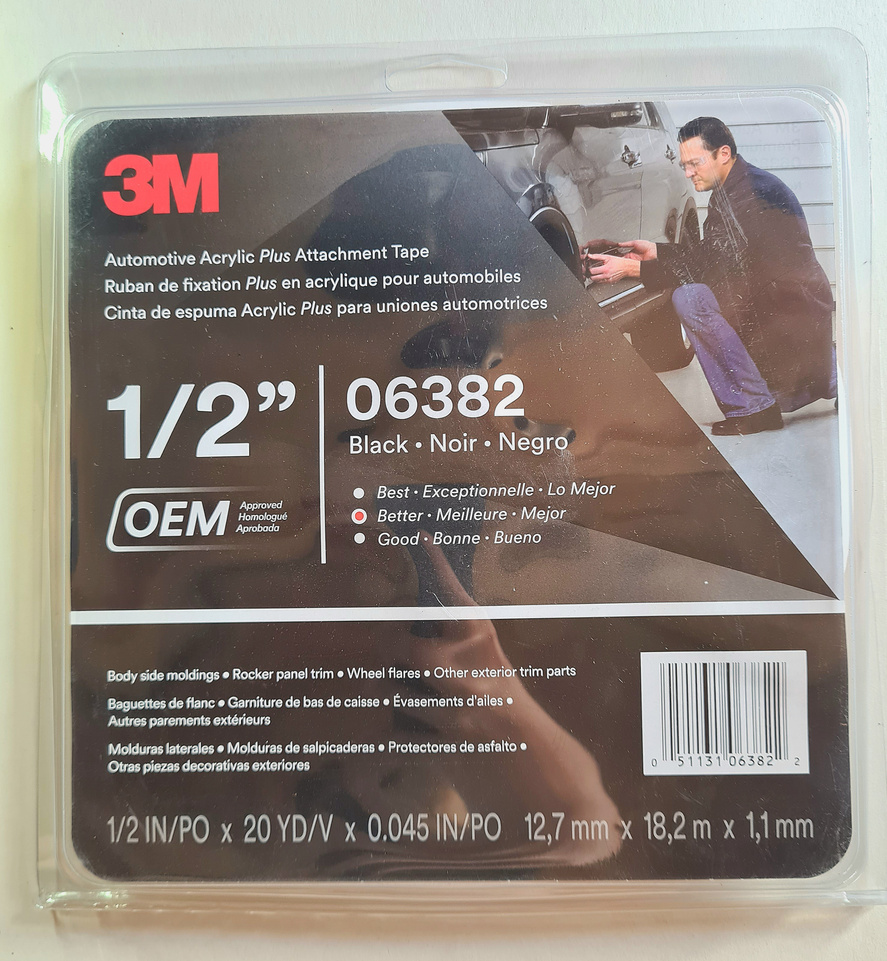 3M
Automotive Acrylic Plus Attachment Tape
Ruban de fixation Plus en acrylique pour automobiles
Cinta de espuma Acrylic Plus para uniones automotrices
1/2”
OEM
Approved
Homologué
Aprobada
06382
Black • Noir • Negro
Best • Exceptionnelle • Lo Mejor
Better • Meilleure • Mejor
Good • Bonne • Bueno
Body side moldings • Rocker panel trim • Wheel flares • Other exterior trim parts
Baguettes de flanc • Garniture de bas de caisse • Évasements d’ailes •
Autres parements extérieurs
Molduras laterales • Molduras de salpicaderas • Protectores de asfalto •
Otras piezas decorativas exteriores
0 51131 06382 2
1/2 IN/PO x 20 YD/V x 0.045 IN/PO 12,7 mm x 18,2 m x 1,1 mm